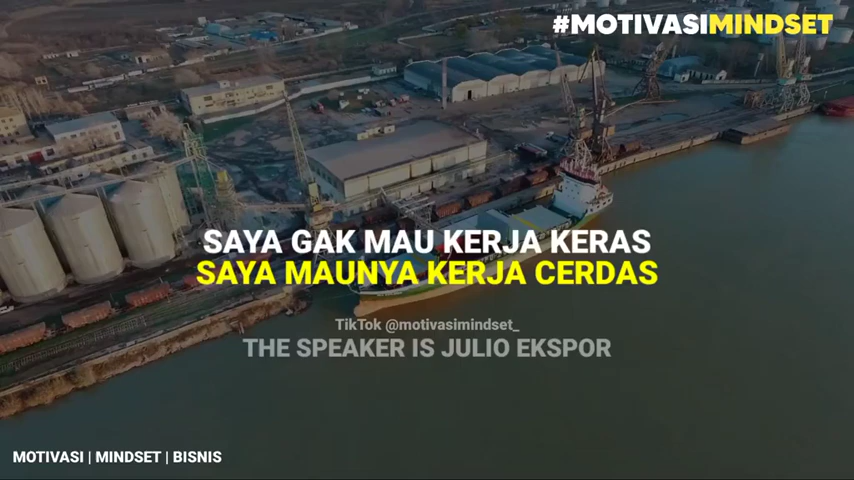 #MOTIVASIMINDSET
SAYA GAK MAU KERJA KERAS
SAYA MAUNYA KERJA CERDAS
TikTok @motivasimindset_
THE SPEAKER IS JULIO EKSPOR
MOTIVASI | MINDSET | BISNIS